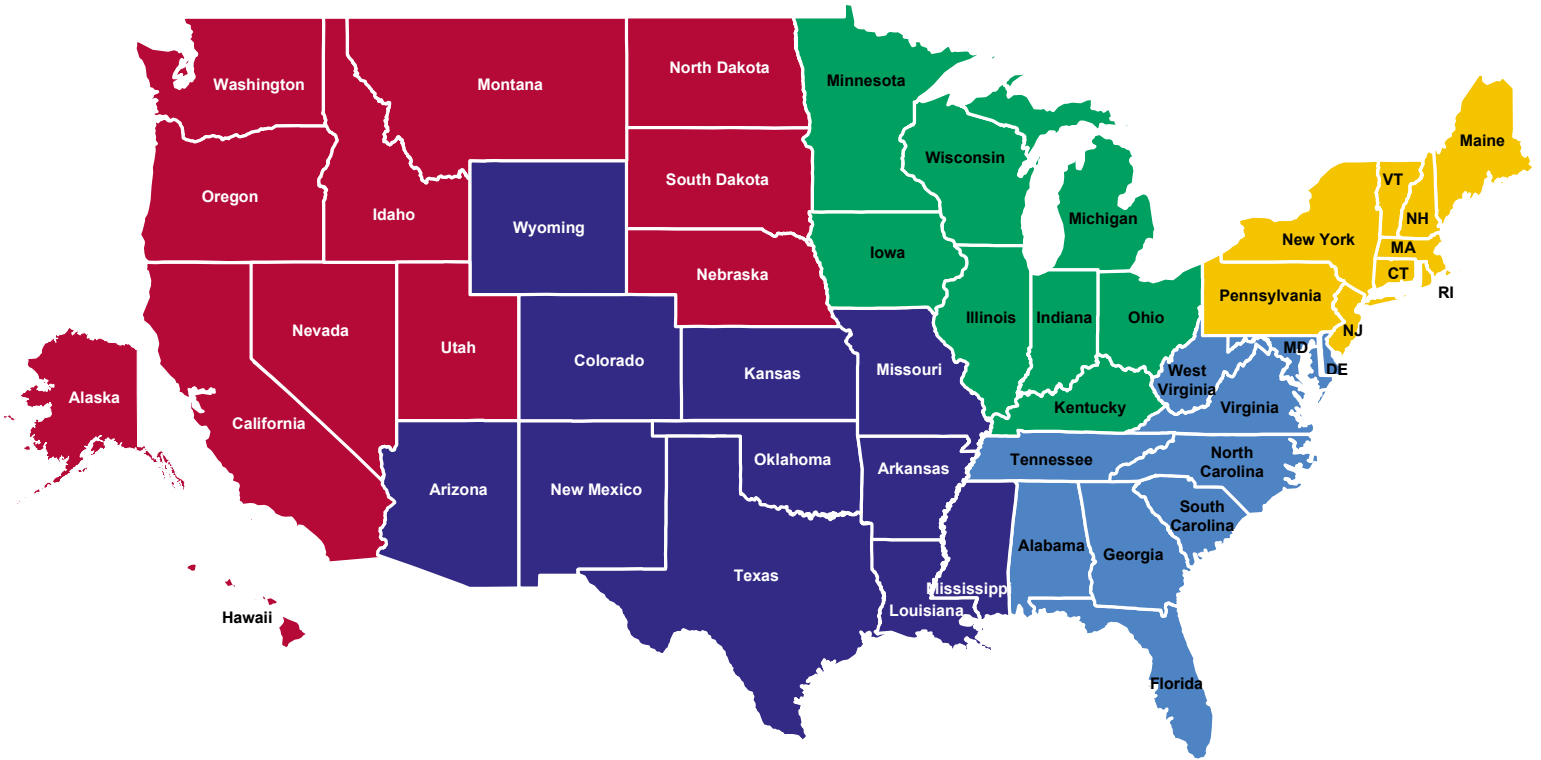 Washington
Montana
North Dakota
Minnesota
Maine
Oregon
Idaho
Wyoming
South Dakota
Wisconsin
Michigan
VT
NH
New York
MA
CT
RI
Nebraska
Iowa
Pennsylvania
Nevada
Utah
Colorado
Kansas
Missouri
Illinois
Indiana
Ohio
NJ
MD
DE
West
Virginia
Virginia
Alaska
California
Kentucky
Arizona
New Mexico
Oklahoma
Arkansas
Tennessee
North
Carolina
South
Carolina
Texas
Mississippi
Alabama
Georgia
Louisiana
Hawaii
Florida